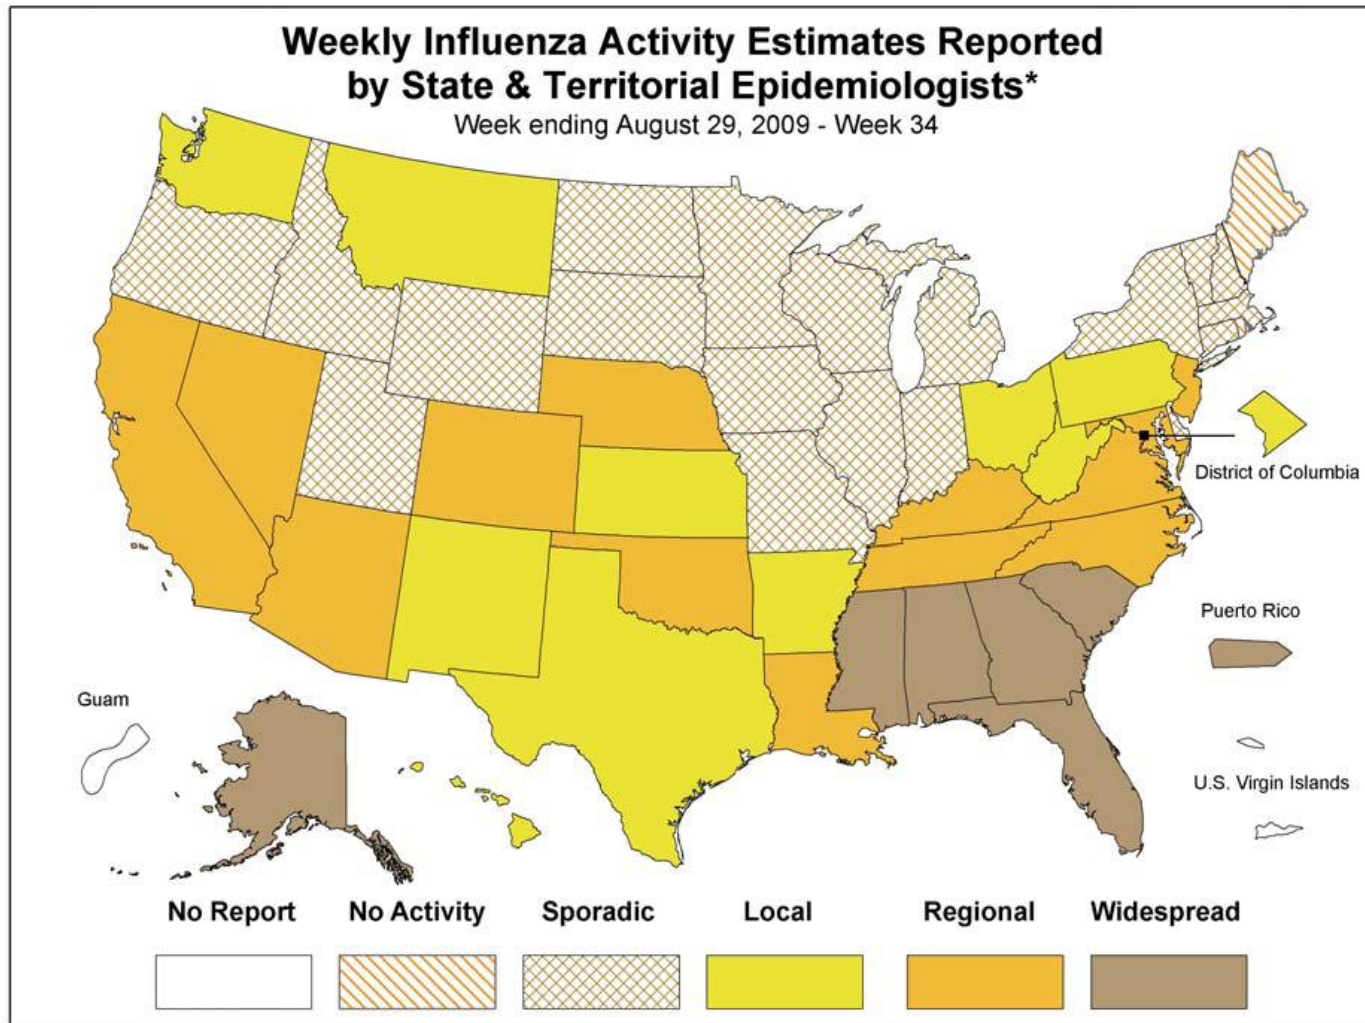 Weekly Influenza Activity Estimates Reported
by State & Territorial Epidemiologists*
Week ending August 29, 2009 - Week 34
District of Columbia
Puerto Rico
Guam
U.S. Virgin Islands
No Report
No Activity
Sporadic
Local
Regional
Widespread